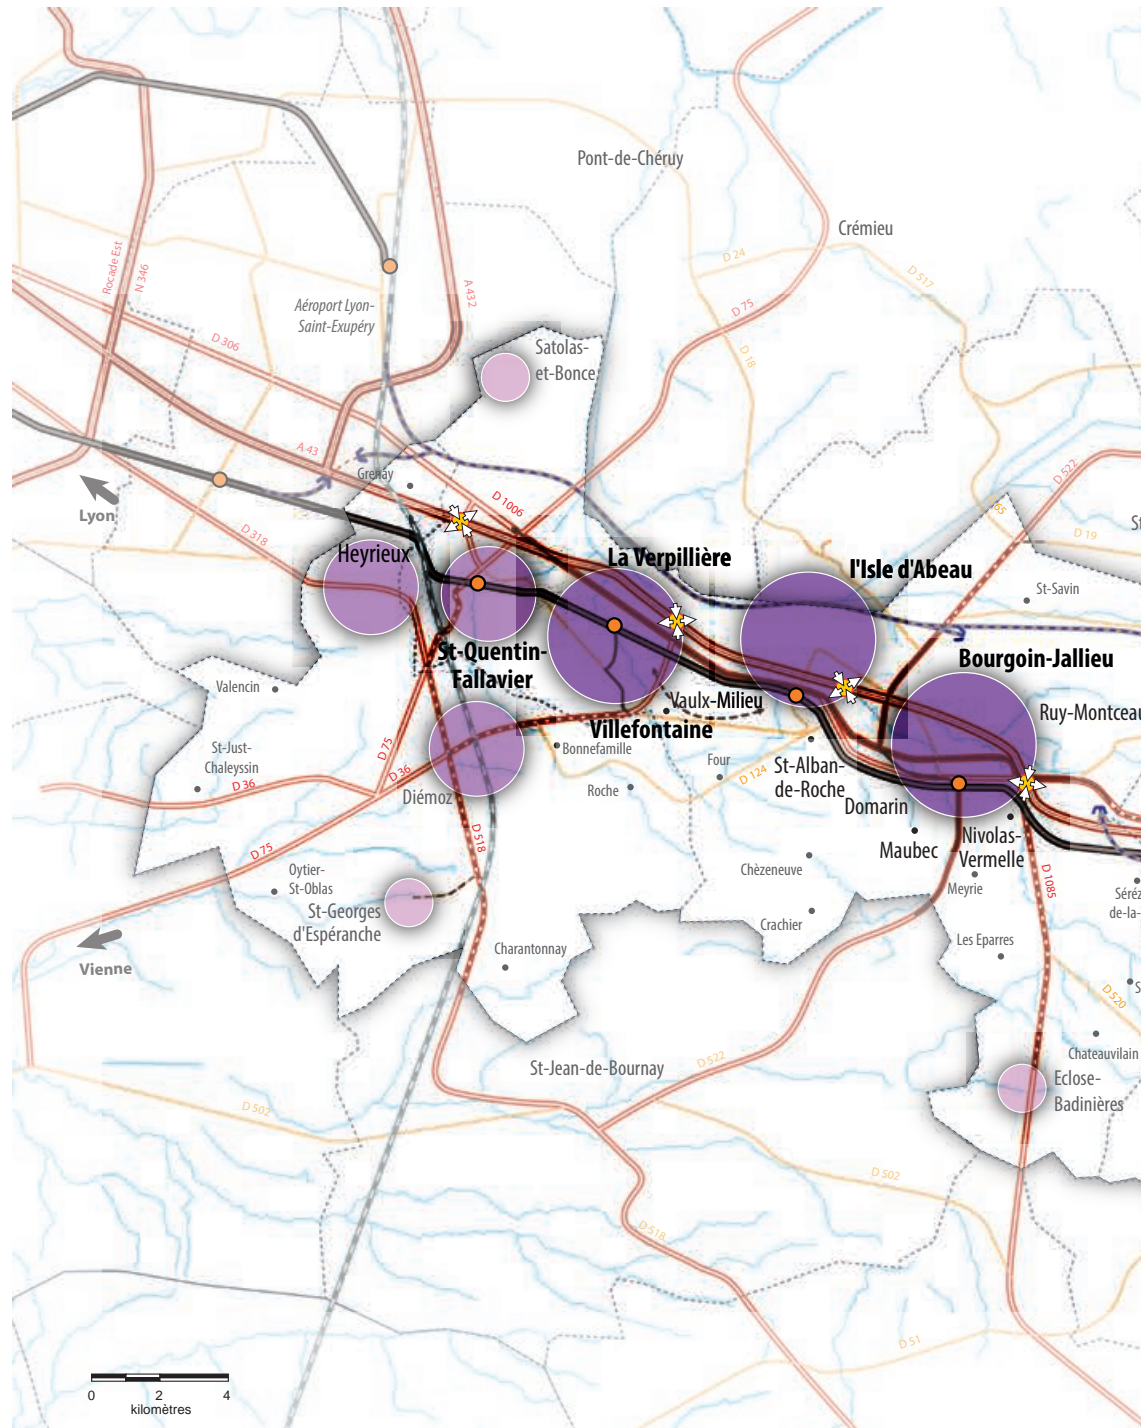 Pont-de-Chéruy
Crémieu
D 24
D 517
Rocade Est
N 346
A 432
Aéroport Lyon-
Saint-Exupéry
D 75
D 306
D 18
Satolas-
et-Bonce
A 43
Grenay
D 522
Lyon
D 1006
65
D 19
St
D 318
Heyrieux
La Verpillière
l'Isle d'Abeau
St-Savin
St-Quentin-
Fallavier
Bourgoin-Jallieu
Valencin
Vaulx-Milieu
Ruy-Montceau
Villefontaine
St-Just-
Chaleyssin
D 75
Bonnefamille
Four
St-Alban-
de-Roche
D 36
D 36
Diémoz
Roche
D 124
Domarin
D 518
Maubec
Nivolas-
Vermelle
D 75
Oytier-
St-Oblas
Chèzeneuve
Meyrie
D 1085
Séréz
de-la-
St-Georges
d'Espéranche
Crachier
Vienne
Charantonnay
Les Eparres
S
D 520
St-Jean-de-Bournay
D 522
Chateauvilain
Eclose-
Badinières
D 502
D 502
D 518
D 51
0 2 4
kilomètres